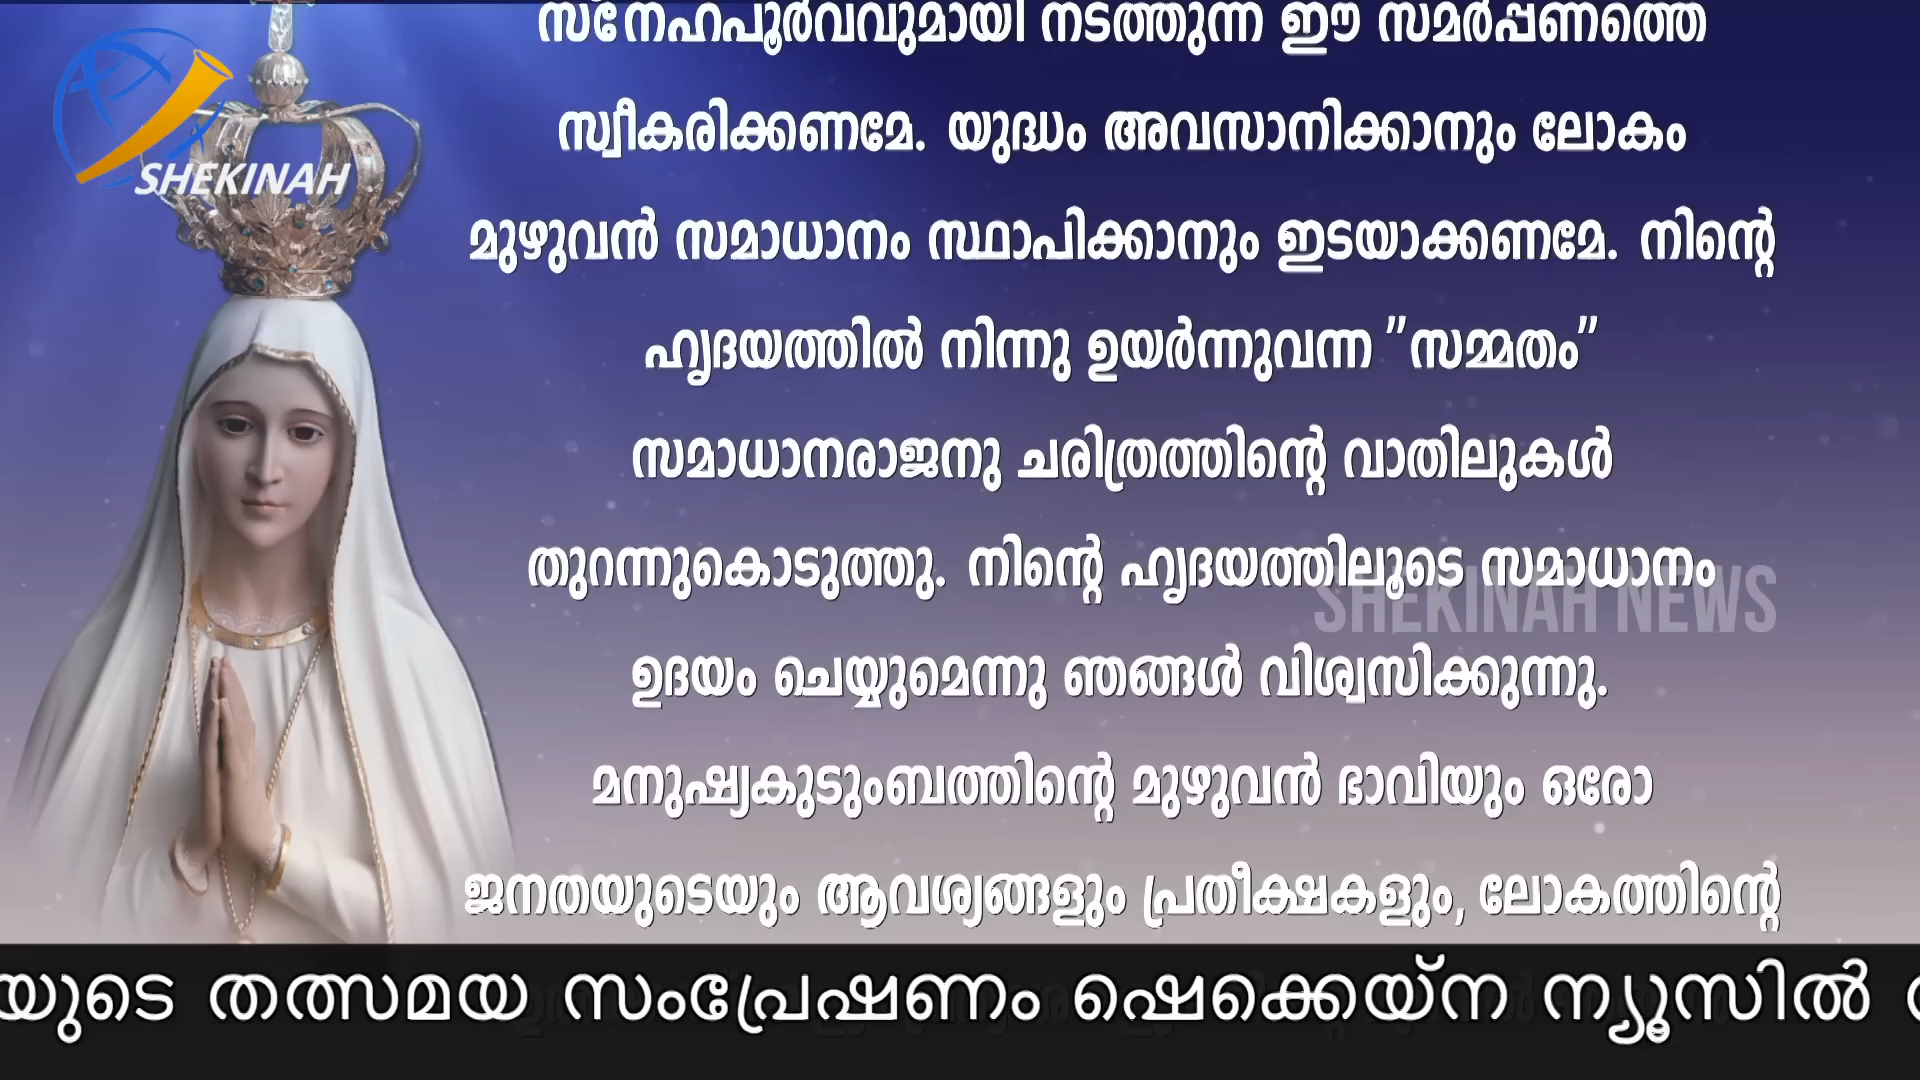 സ്നേഹപൂർവവുമായി നടത്തുന്ന ഈ സമർപ്പണത്തെ
സ്വീകരിക്കണമേ. യുദ്ധം അവസാനിക്കാനും ലോകം
മുഴുവൻ സമാധാനം സ്ഥാപിക്കാനും ഇടയാക്കണമേ. നിന്റെ
ഹൃദയത്തിൽ നിന്നു ഉയർന്നുവന്ന "സമ്മതം"
സമാധാനരാജനു ചരിത്രത്തിന്റെ വാതിലുകൾ
തുറന്നുകൊടുത്തു. നിന്റെ ഹൃദയത്തിലൂടെ സമാധാനം
ഉദയം ചെയ്യുമെന്നു ഞങ്ങൾ വിശ്വസിക്കുന്നു.
മനുഷ്യകുടുംബത്തിന്റെ മുഴുവൻ ഭാവിയും ഒരോ
ജനതയുടെയും ആവശ്യങ്ങളും പ്രതീക്ഷകളും, ലോകത്തിന്റെ
SHEKINAH
SHEKINAH NEWS
യുടെ തത്സമയ സംപ്രേഷണം ഷെക്കെയ്ന ന്യൂസിൽ